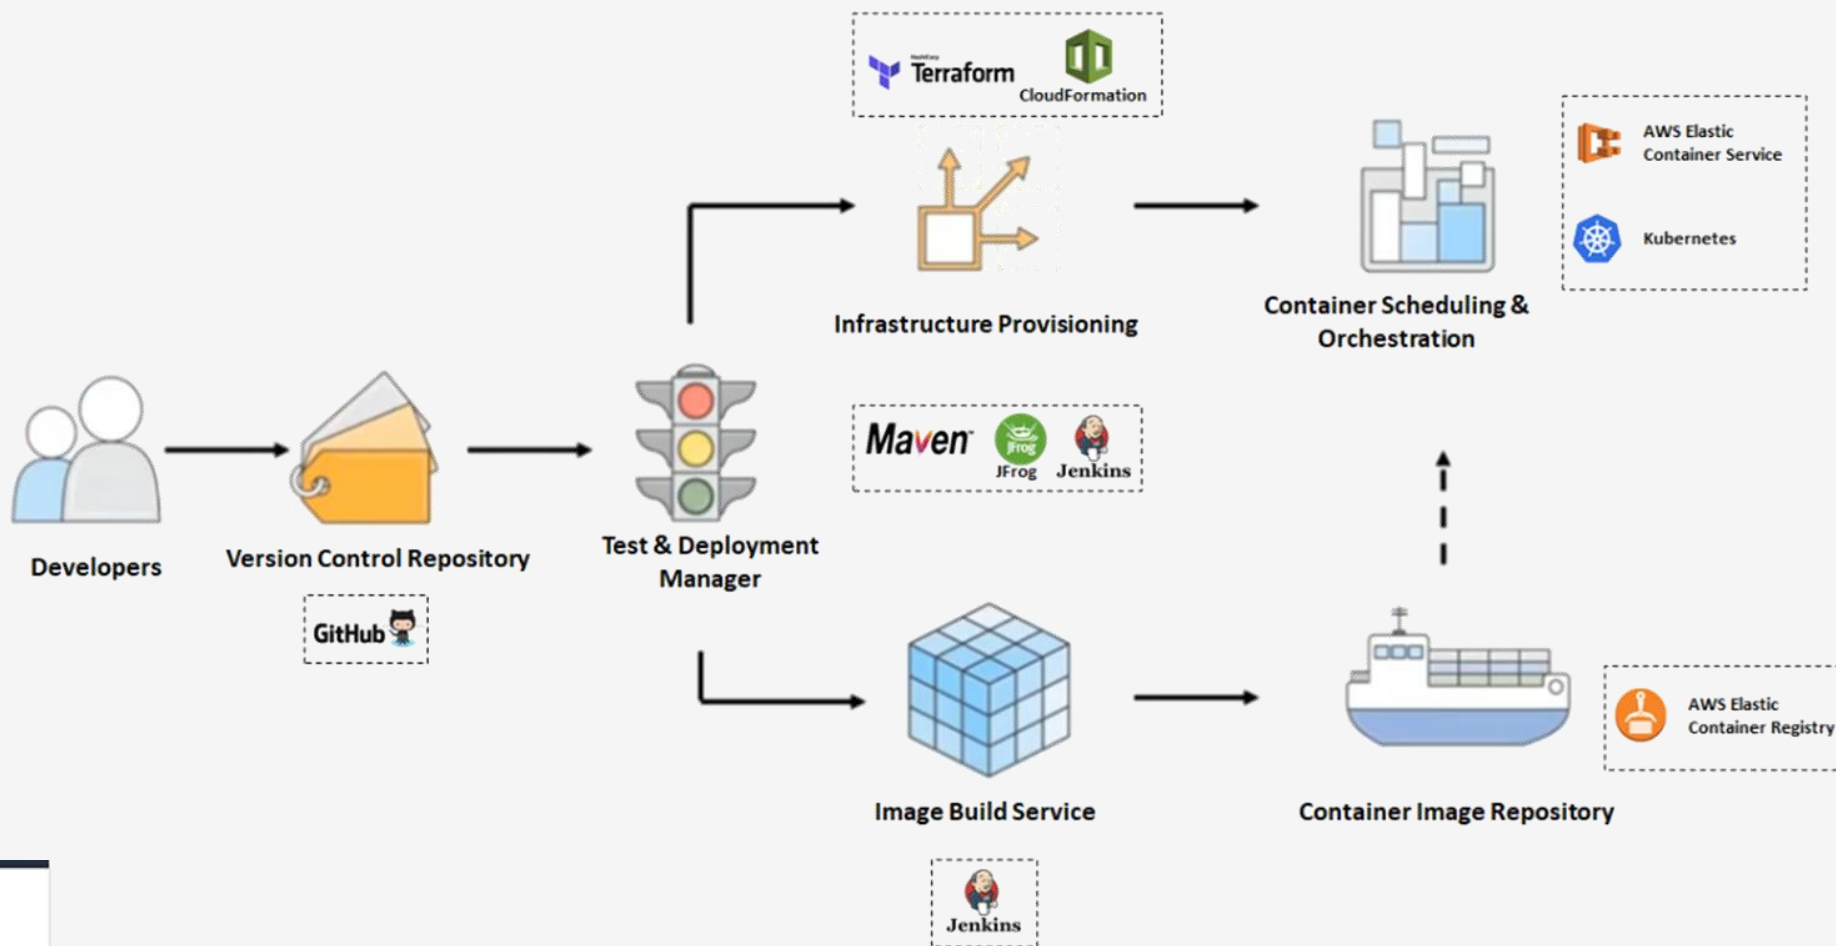 Terraform
CloudFormation
AWS Elastic
Container Service
Kubernetes
Infrastructure Provisioning
Container Scheduling &
Orchestration
Maven
JFrog
JFrog
Jenkins
Developers
Version Control Repository
GitHub
Test & Deployment
Manager
AWS Elastic
Container Registry
Image Build Service
Container Image Repository
Jenkins